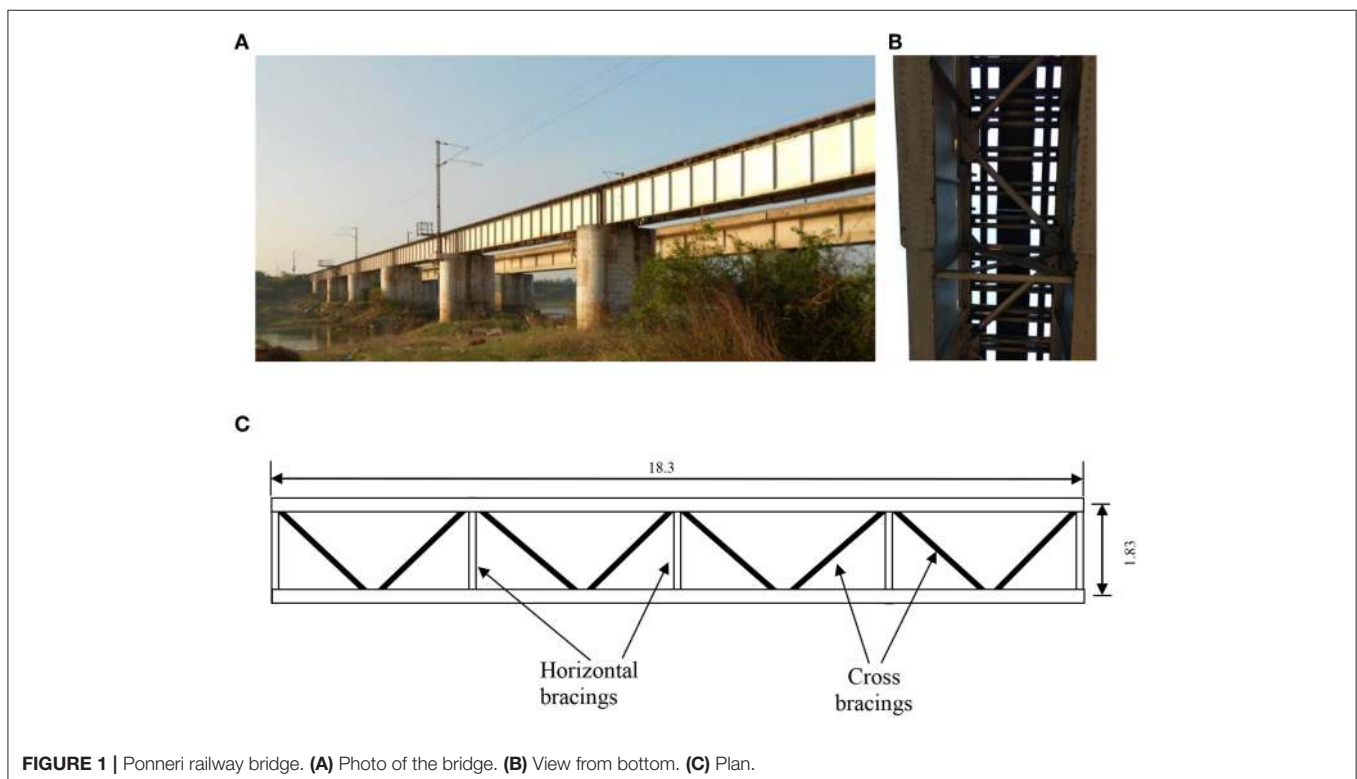 A
B
C
18.3
1.83
Horizontal
bracings
Cross
bracings
FIGURE 1 | Ponneri railway bridge. (A) Photo of the bridge. (B) View from bottom. (C) Plan.